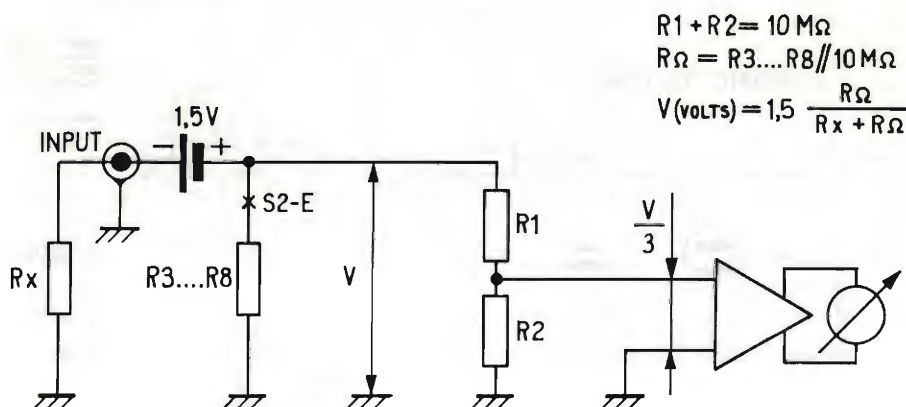 R1 + R2 = 10 MΩ
RΩ = R3....R8//10 MΩ
V (VOLTS) = 1,5 RΩ / Rx + RΩ
1,5V
INPUT
- +
S2-E
R1
V/3
Rx
R3....R8
V
R2